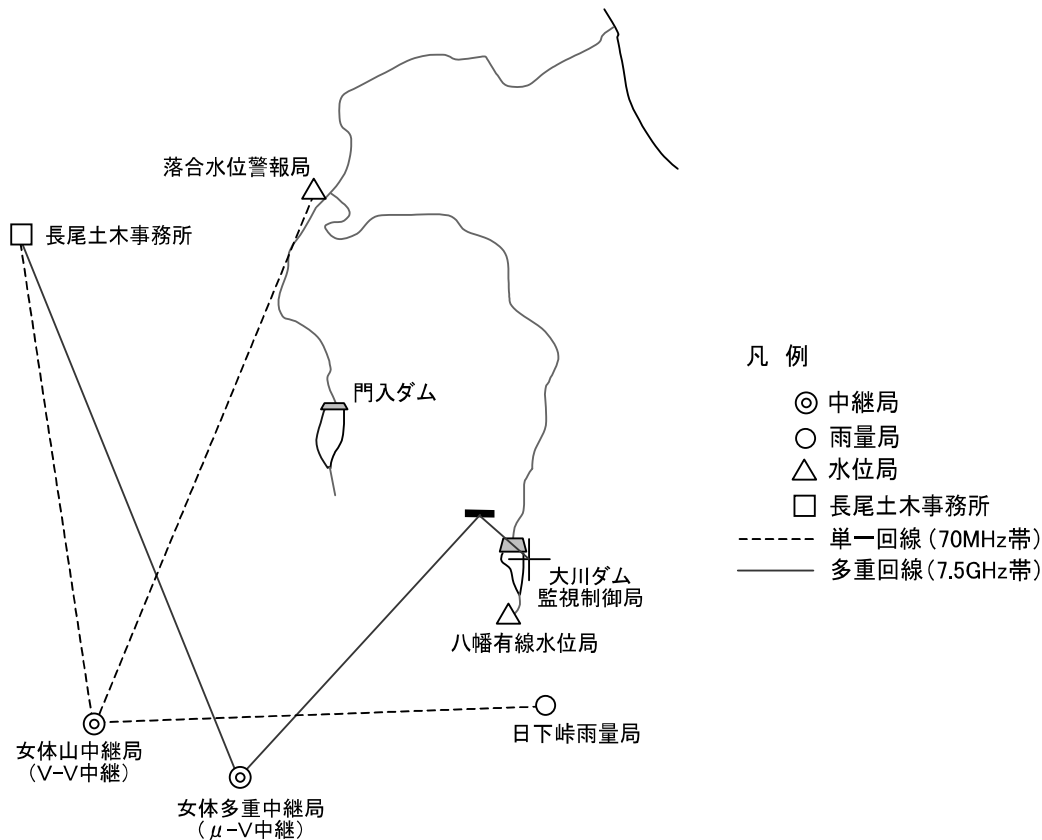 落合水位警報局
長尾土木事務所
門入ダム
凡 例
中継局
雨量局
水位局
長尾土木事務所
単一回線(70MHz帯)
多重回線(7.5GHz帯)
大川ダム
監視制御局
八幡有線水位局
日下峠雨量局
女体山中継局
(V-V中継)
女体多重中継局
(μ-V中継)